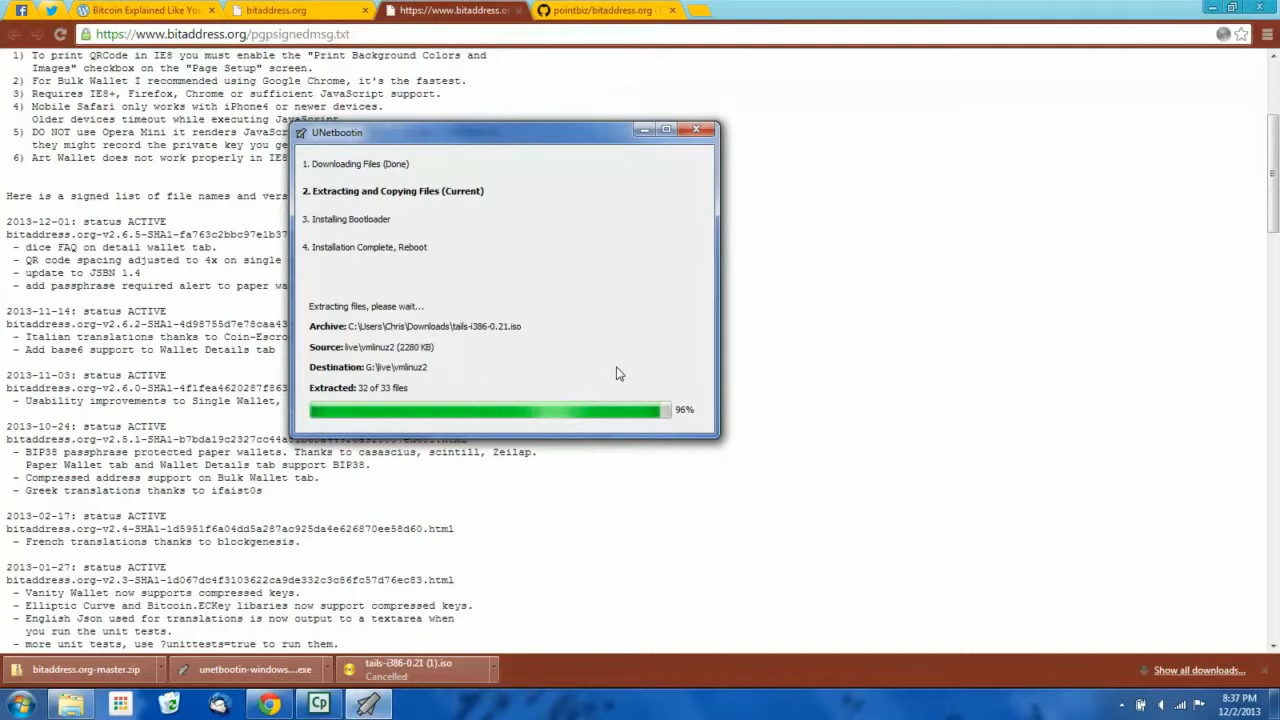 Bitcoin Explained Like Yo
bitaddress.org
https://www.bitaddress.o
pointbiz/bitaddress.org
https://www.bitaddress.org/pgpsignedmsg.txt
1) To print QRCode in IE8 you must enable the "Print Background Colors and
Images" checkbox on the "Page Setup" screen.
2) For Bulk Wallet I recommended using Google Chrome, it's the fastest.
3) Requires IE8+, Firefox, Chrome or sufficient JavaScript support.
4) Mobile Safari only works with iPhone4 or newer devices.
Older devices timeout while executing JavaScript.
5) DO NOT use Opera Mini it renders JavaScr
they might record the private key you ge
6) Art Wallet does not work properly in IE8
Here is a signed list of file names and vers
2013-12-01: status ACTIVE
bitaddress.org-v2.6.5-SHA1-fa763c2bbc97e1b37
- dice FAQ on detail wallet tab.
- QR code spacing adjusted to 4x on single
- update to JSBN 1.4
- add passphrase required alert to paper wa
2013-11-14: status ACTIVE
bitaddress.org-v2.6.2-SHA1-4d98755d7e78caa43
- Italian translations thanks to Coin-Escro
- Add base6 support to Wallet Details tab
2013-11-03: status ACTIVE
bitaddress.org-v2.6.0-SHA1-4f1fea4620287f863
- Usability improvements to Single Wallet,
2013-10-24: status ACTIVE
bitaddress.org-v2.5.1-SHA1-b7bda19c2327cc44a
- BIP38 passphrase protected paper wallets. Thanks to casascius, scintill, Zeilap.
Paper Wallet tab and Wallet Details tab support BIP38.
- Compressed address support on Bulk Wallet tab.
- Greek translations thanks to ifaist0s
2013-02-17: status ACTIVE
bitaddress.org-v2.4-SHA1-1d5951f6a04dd5a287ac925da4e626870ee58d60.html
- French translations thanks to blockgenesis.
2013-01-27: status ACTIVE
bitaddress.org-v2.3-SHA1-1d067dc4f3103622ca9de332c3c86fc57d76ec83.html
- Vanity Wallet now supports compressed keys.
- Elliptic Curve and Bitcoin.ECKey libaries now support compressed keys.
- English Json used for translations is now output to a textarea when
you run the unit tests.
- more unit tests, use ?unittests=true to run them.
UNetbootin
1. Downloading Files (Done)
2. Extracting and Copying Files (Current)
3. Installing Bootloader
4. Installation Complete, Reboot
Extracting files, please wait...
Archive: C:\Users\Chris\Downloads\tails-i386-0.21.iso
Source: live\vmlinuz2 (2280 KB)
Destination: G:\live\vmlinuz2
Extracted: 32 of 33 files
96%
bitaddress.org-master.zip
unetbootin-windows....exe
tails-i386-0.21 (1).iso
Cancelled
Show all downloads...
Cp
8:37 PM
12/2/2013